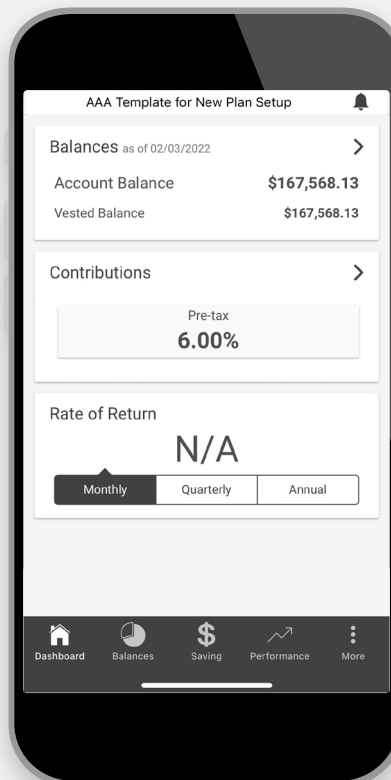 AAA Template for New Plan Setup
Balances as of 02/03/2022
Account Balance $167,568.13
Vested Balance $167,568.13
Contributions
Pre-tax
6.00%
Rate of Return
N/A
Monthly Quarterly Annual
Dashboard Balances Saving Performance More